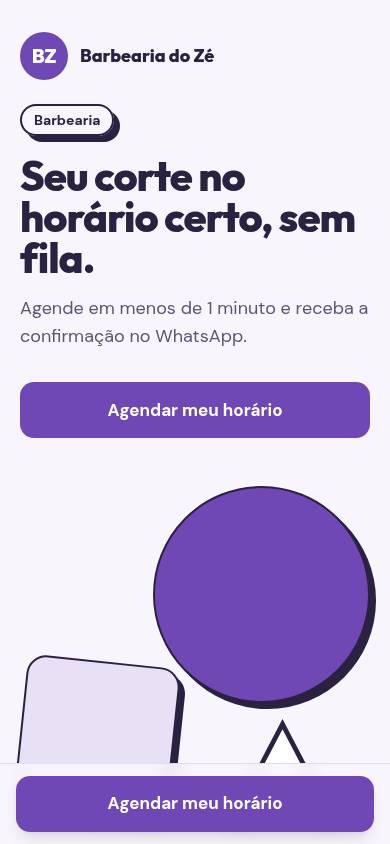 BZ
Barbearia do Zé
Barbearia
Seu corte no
horário certo, sem
fila.
Agende em menos de 1 minuto e receba a
confirmação no WhatsApp.
Agendar meu horário
Agendar meu horário